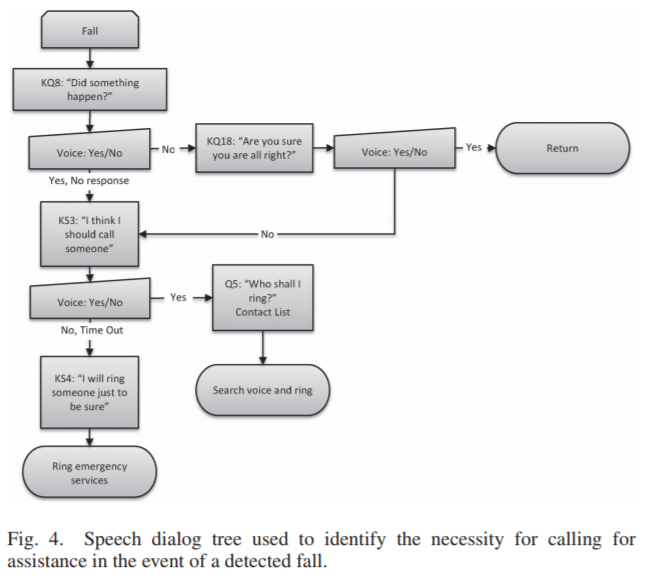 Fall
KQ8: “Did something
happen?”
Voice: Yes/No
No
KQ18: “Are you sure
you are all right?”
Voice: Yes/No
Yes
Return
Yes, No response
KS3: “I think I
should call
someone”
No
Voice: Yes/No
Yes
Q5: “Who shall I
ring?”
Contact List
No, Time Out
KS4: “I will ring
someone just to
be sure”
Search voice and ring
Ring emergency
services
Fig. 4. Speech dialog tree used to identify the necessity for calling for
assistance in the event of a detected fall.